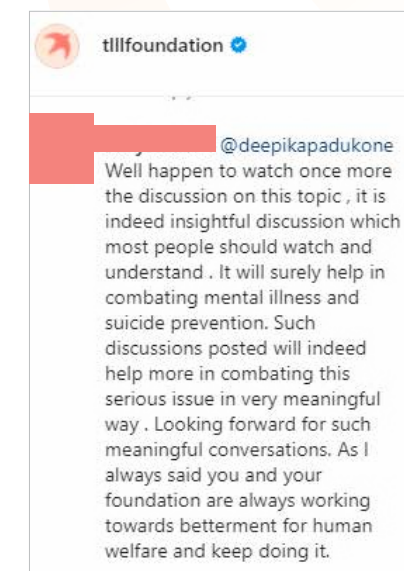 tlllfoundation
@deepikapadukone
Well happen to watch once more
the discussion on this topic , it is
indeed insightful discussion which
most people should watch and
understand . It will surely help in
combating mental illness and
suicide prevention. Such
discussions posted will indeed
help more in combating this
serious issue in very meaningful
way . Looking forward for such
meaningful conversations. As I
always said you and your
foundation are always working
towards betterment for human
welfare and keep doing it.